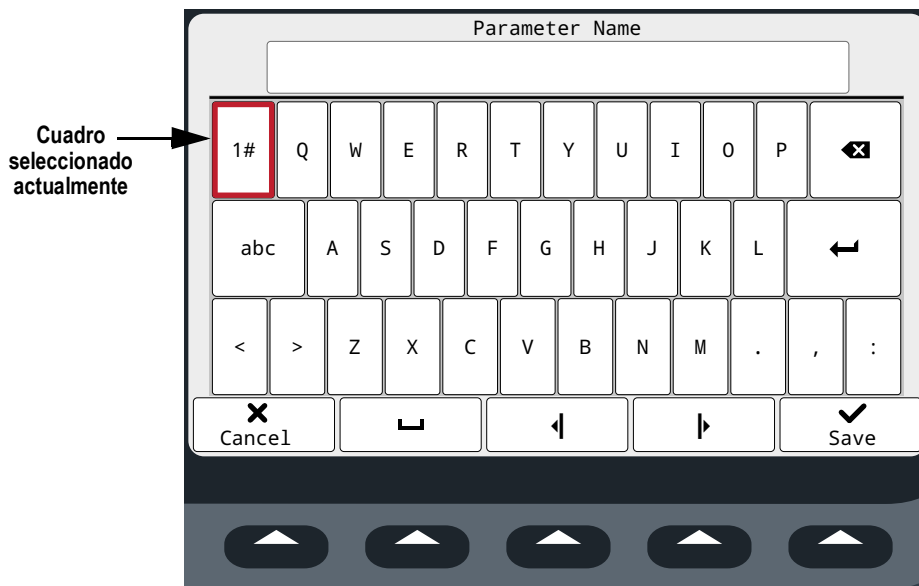 Parameter Name
Cuadro
seleccionado
actualmente
1# Q W E R T Y U I O P
abc A S D F G H J K L
< > Z X C V B N M . , :
Cancel Save